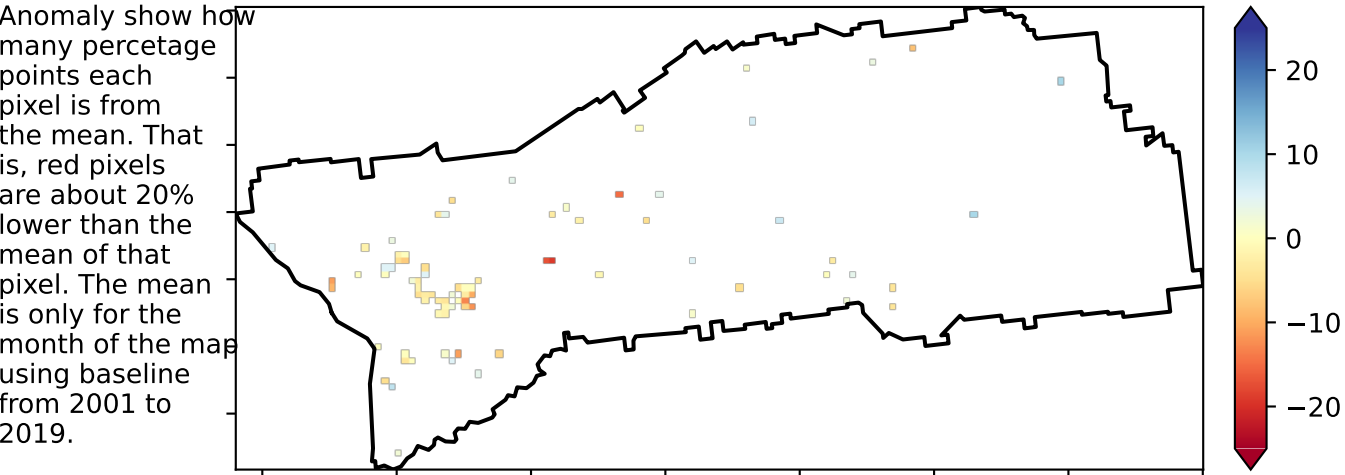 Anomaly show how
many percetage
points each
pixel is from
the mean. That
is, red pixels
are about 20%
lower than the
mean of that
pixel. The mean
is only for the
month of the map
using baseline
from 2001 to
2019.
20
10
0
−10
−20